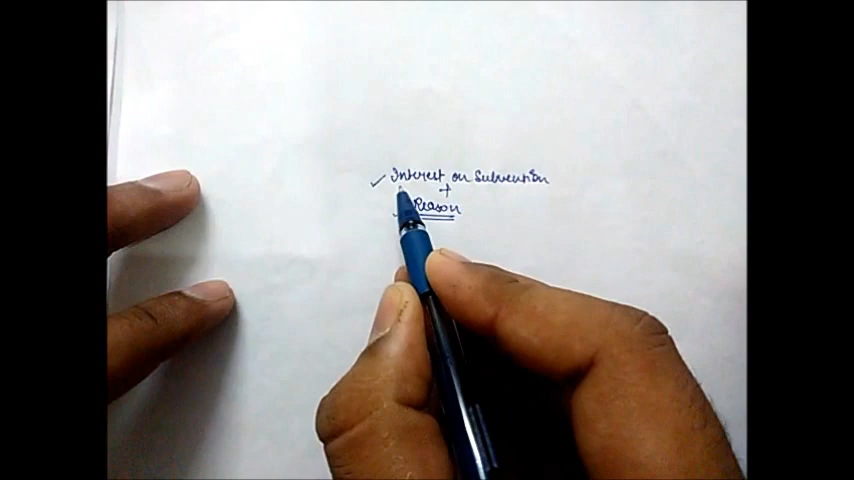 ✓ Interest on Subvention
+
✓ Reason